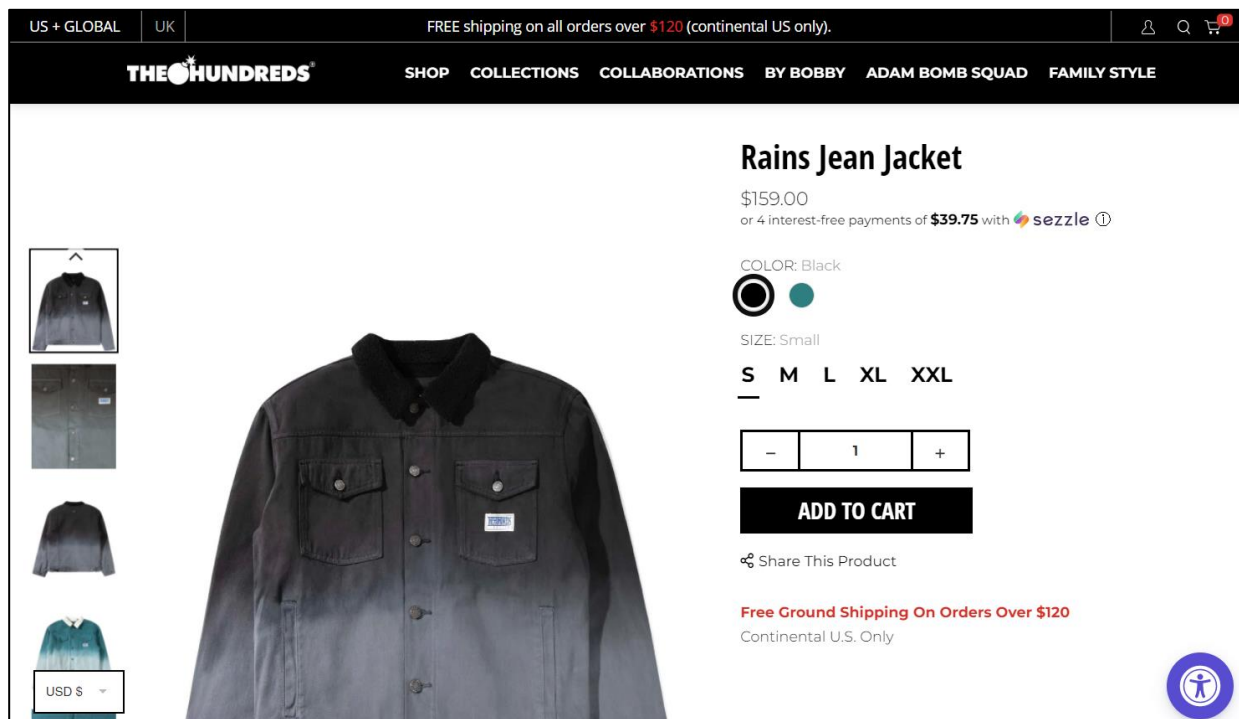 US + GLOBAL UK FREE shipping on all orders over $120 (continental US only). 0
THE HUNDREDS® SHOP COLLECTIONS COLLABORATIONS BY BOBBY ADAM BOMB SQUAD FAMILY STYLE
Rains Jean Jacket
$159.00
or 4 interest-free payments of $39.75 with sezzle ⓘ
COLOR: Black
SIZE: Small
S M L XL XXL
− 1 +
ADD TO CART
Share This Product
Free Ground Shipping On Orders Over $120
Continental U.S. Only
USD $